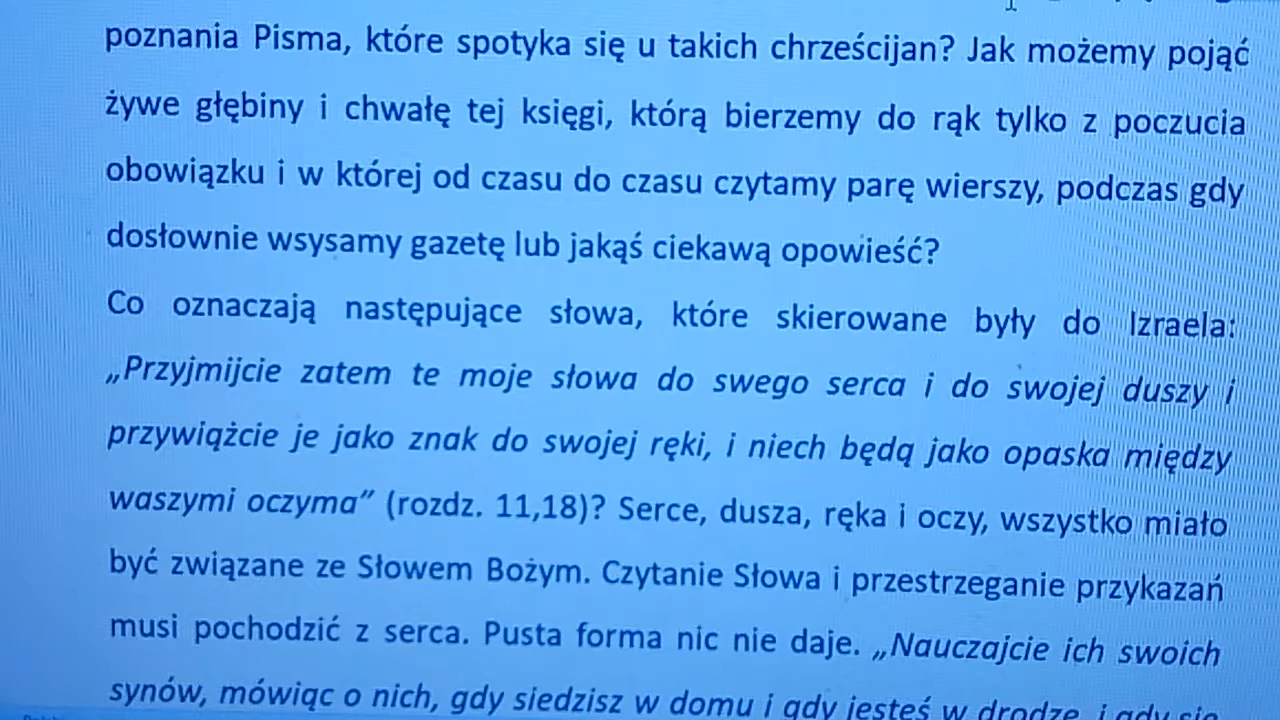 poznania Pisma, które spotyka się u takich chrześcijan? Jak możemy pojąć
żywe głębiny i chwałę tej księgi, którą bierzemy do rąk tylko z poczucia
obowiązku i w której od czasu do czasu czytamy parę wierszy, podczas gdy
dosłownie wsysamy gazetę lub jakąś ciekawą opowieść?
Co oznaczają następujące słowa, które skierowane były do Izraela:
„Przyjmijcie zatem te moje słowa do swego serca i do swojej duszy i
przywiążcie je jako znak do swojej ręki, i niech będą jako opaska między
waszymi oczyma” (rozdz. 11,18)? Serce, dusza, ręka i oczy, wszystko miało
być związane ze Słowem Bożym. Czytanie Słowa i przestrzeganie przykazań
musi pochodzić z serca. Pusta forma nic nie daje. „Nauczajcie ich swoich
synów, mówiąc o nich, gdy siedzisz w domu i gdy jesteś w drodze, i gdy się